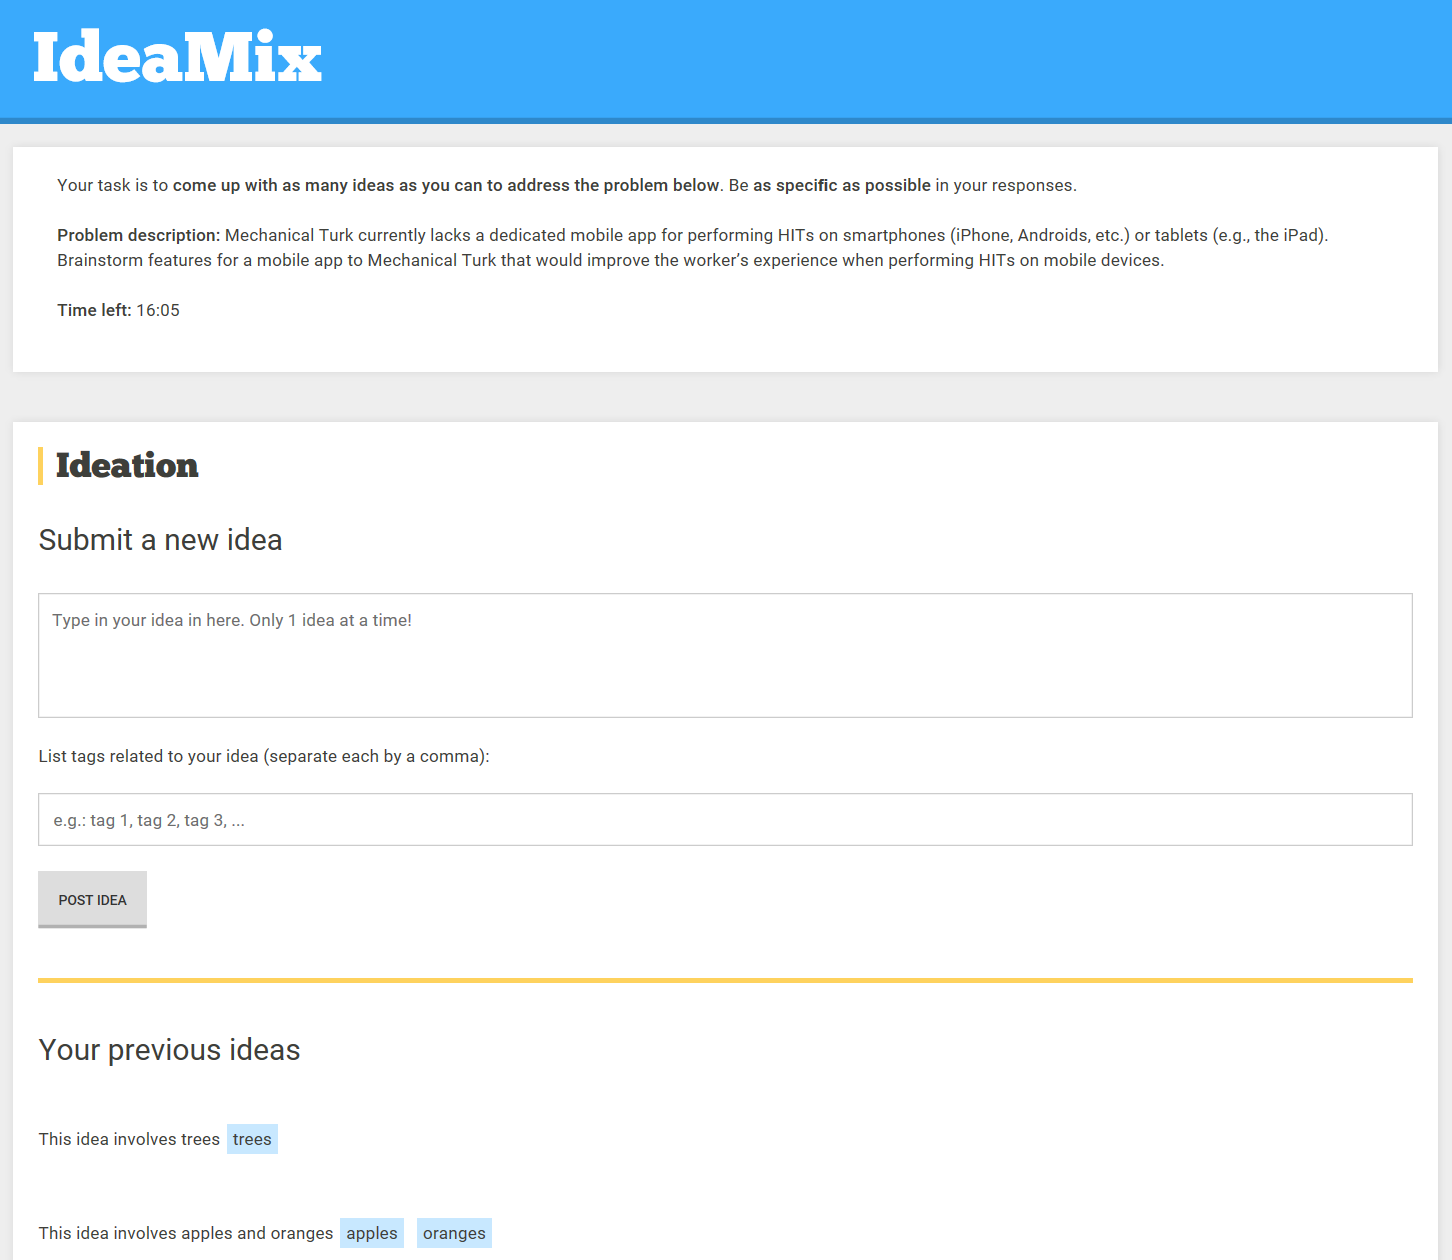 IdeaMix
Your task is to come up with as many ideas as you can to address the problem below. Be as specific as possible in your responses.
Problem description: Mechanical Turk currently lacks a dedicated mobile app for performing HITs on smartphones (iPhone, Androids, etc.) or tablets (e.g., the iPad).
Brainstorm features for a mobile app to Mechanical Turk that would improve the worker’s experience when performing HITs on mobile devices.
Time left: 16:05
Ideation
Submit a new idea
Type in your idea in here. Only 1 idea at a time!
List tags related to your idea (separate each by a comma):
e.g.: tag 1, tag 2, tag 3, ...
POST IDEA
Your previous ideas
This idea involves trees trees
This idea involves apples and oranges apples oranges